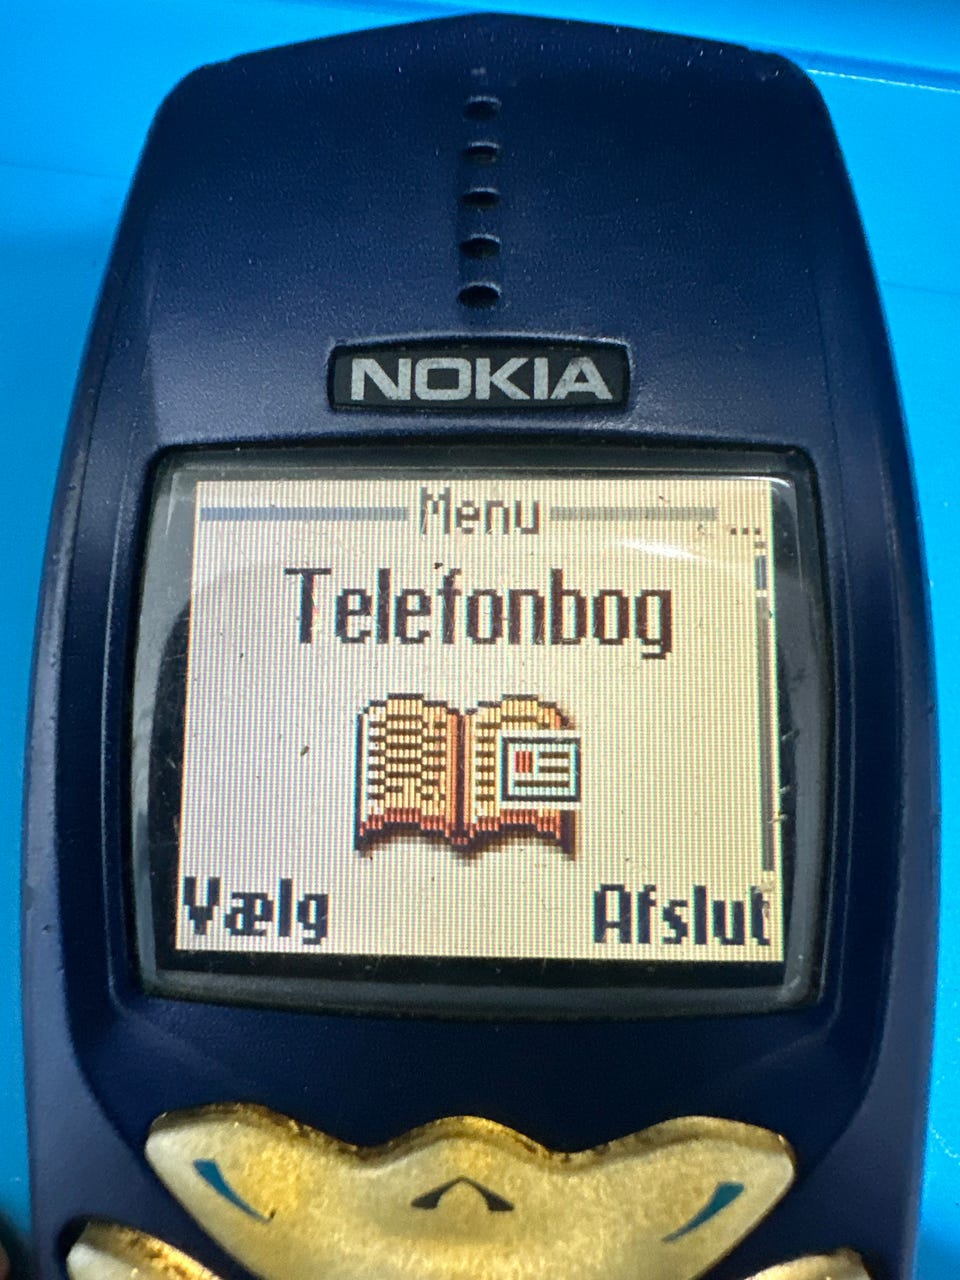 NOKIA
Menu
Telefonbog
Vælg Afslut